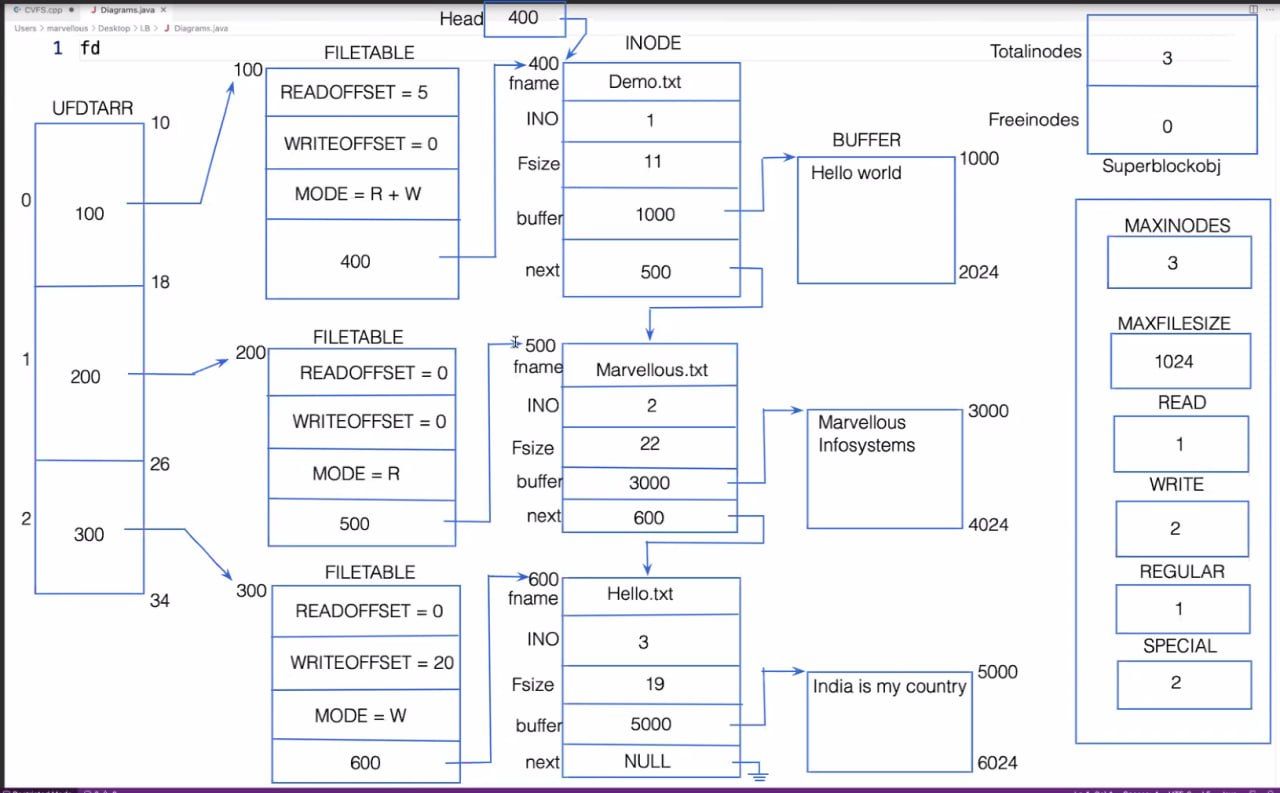 CVFS.cpp
Diagrams.java
Users > marvellous > Desktop > LB > Diagrams.java
1 fd
Head 400
UFDTARR
10
0
100
18
1
200
26
2
300
34
FILETABLE
100
READOFFSET = 5
WRITEOFFSET = 0
MODE = R + W
400
FILETABLE
200
READOFFSET = 0
WRITEOFFSET = 0
MODE = R
500
FILETABLE
300
READOFFSET = 0
WRITEOFFSET = 20
MODE = W
600
INODE
400
fname Demo.txt
INO 1
Fsize 11
buffer 1000
next 500
500
fname Marvellous.txt
INO 2
Fsize 22
buffer 3000
next 600
600
fname Hello.txt
INO 3
Fsize 19
buffer 5000
next NULL
BUFFER
1000
Hello world
2024
3000
Marvellous
Infosystems
4024
5000
India is my country
6024
Totalinodes 3
Freeinodes 0
Superblockobj
MAXINODES
3
MAXFILESIZE
1024
READ
1
WRITE
2
REGULAR
1
SPECIAL
2